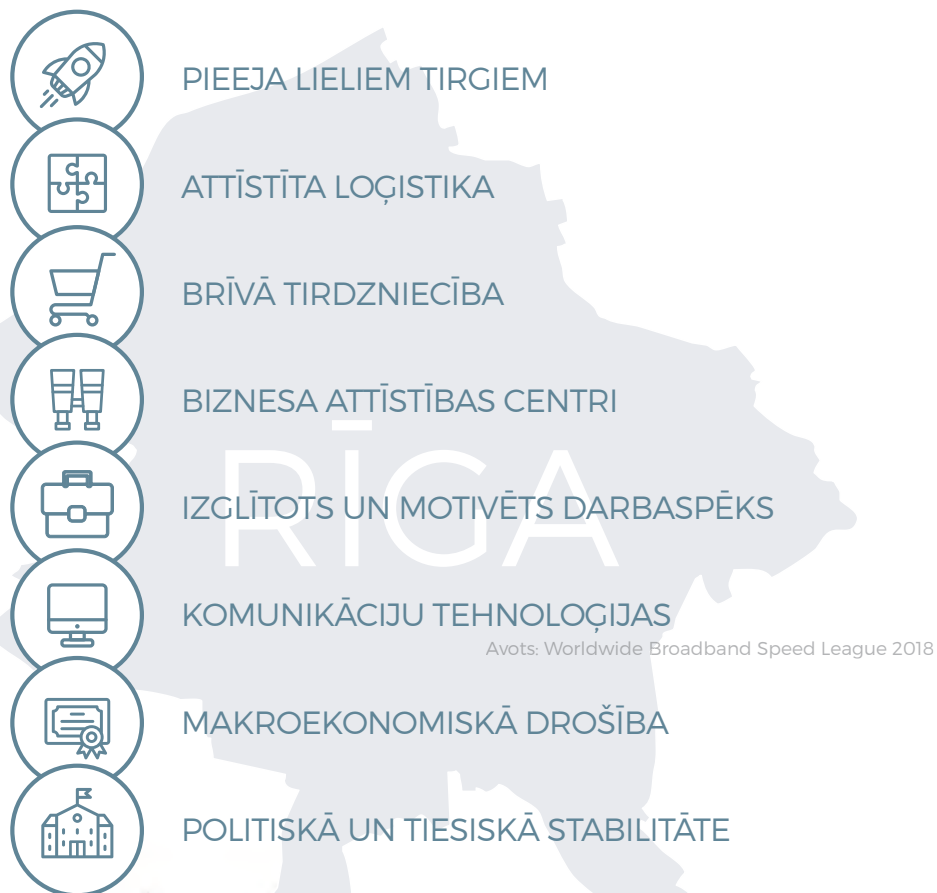 PIEEJA LIELIEM TIRGIEM
ATTĪSTĪTA LOĢISTIKA
BRĪVĀ TIRDZNIECĪBA
BIZNESA ATTĪSTĪBAS CENTRI
RĪGA
IZGLĪTOTS UN MOTIVĒTS DARBASPĒKS
KOMUNIKĀCIJU TEHNOLOĢIJAS
Avots: Worldwide Broadband Speed League 2018
MAKROEKONOMISKĀ DROŠĪBA
POLITISKĀ UN TIESISKĀ STABILITĀTE